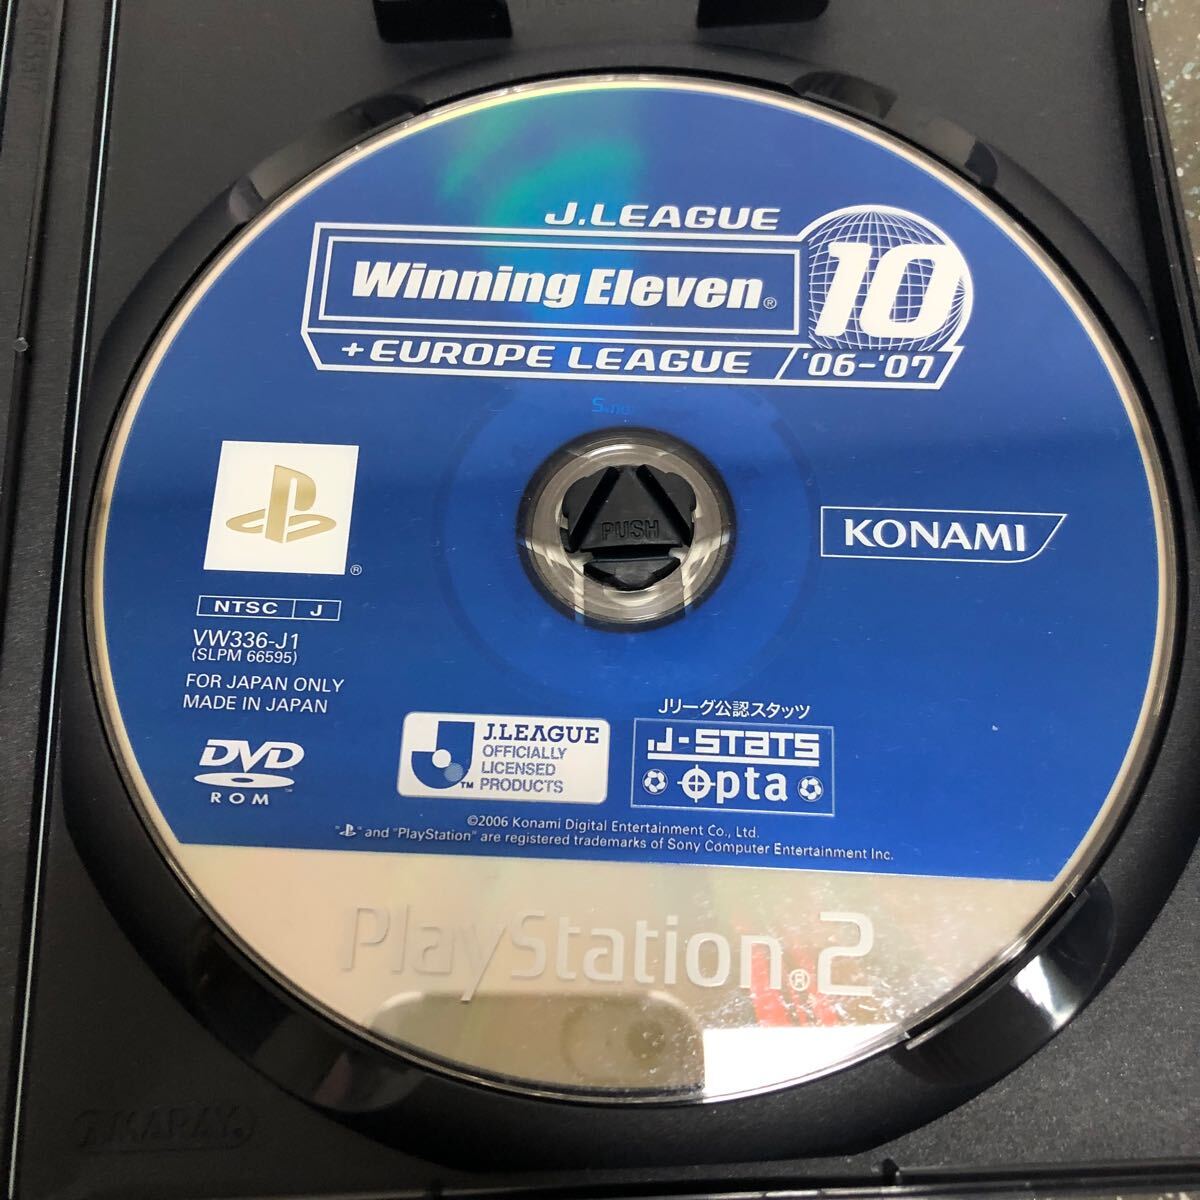 J.LEAGUE
Winning Eleven® 10
+EUROPE LEAGUE / '06-'07
PUSH
KONAMI
®
NTSC J
VW336-J1
(SLPM 66595)
FOR JAPAN ONLY
MADE IN JAPAN
DVD
ROM
J.LEAGUE
OFFICIALLY
LICENSED
PRODUCTS
TM
Jリーグ公認スタッツ
J-STATS
opta
©2006 Konami Digital Entertainment Co., Ltd.
" " and "PlayStation" are registered trademarks of Sony Computer Entertainment Inc.
PlayStation®2